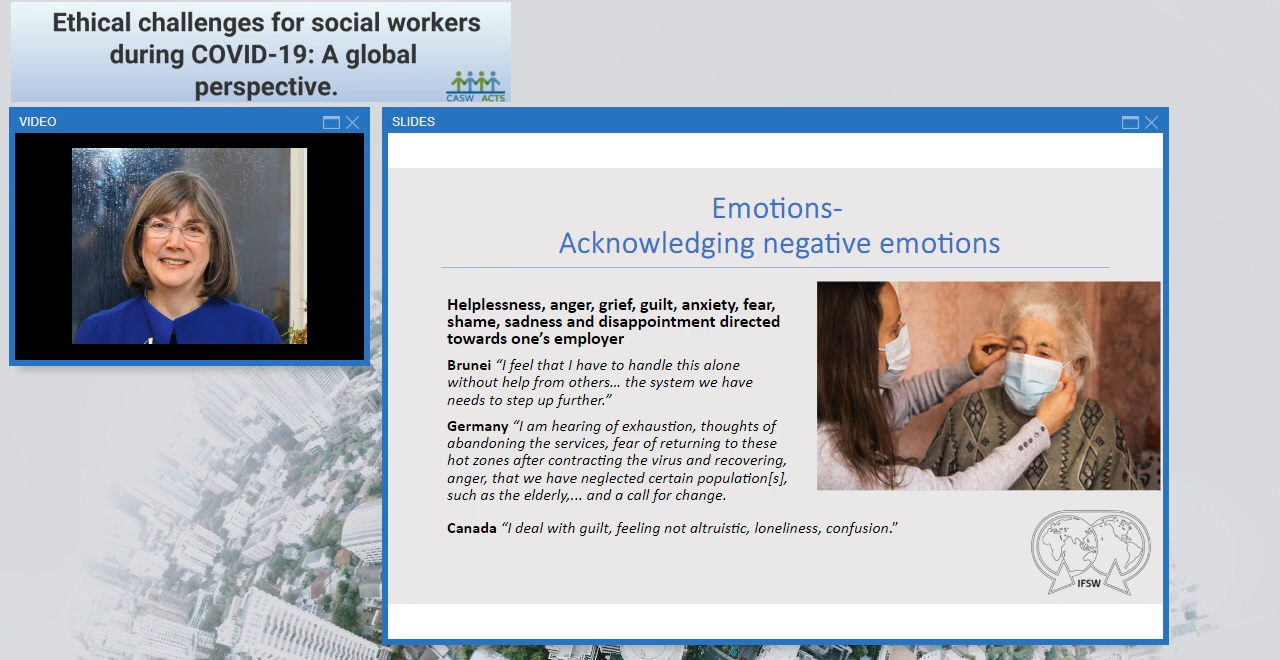 Ethical challenges for social workers
during COVID-19: A global
perspective.
CASW ACTS
VIDEO
SLIDES
Emotions-
Acknowledging negative emotions
Helplessness, anger, grief, guilt, anxiety, fear,
shame, sadness and disappointment directed
towards one’s employer
Brunei “I feel that I have to handle this alone
without help from others... the system we have
needs to step up further.”
Germany “I am hearing of exhaustion, thoughts of
abandoning the services, fear of returning to these
hot zones after contracting the virus and recovering,
anger, that we have neglected certain population[s],
such as the elderly,... and a call for change.
Canada “I deal with guilt, feeling not altruistic, loneliness, confusion.”
IFSW